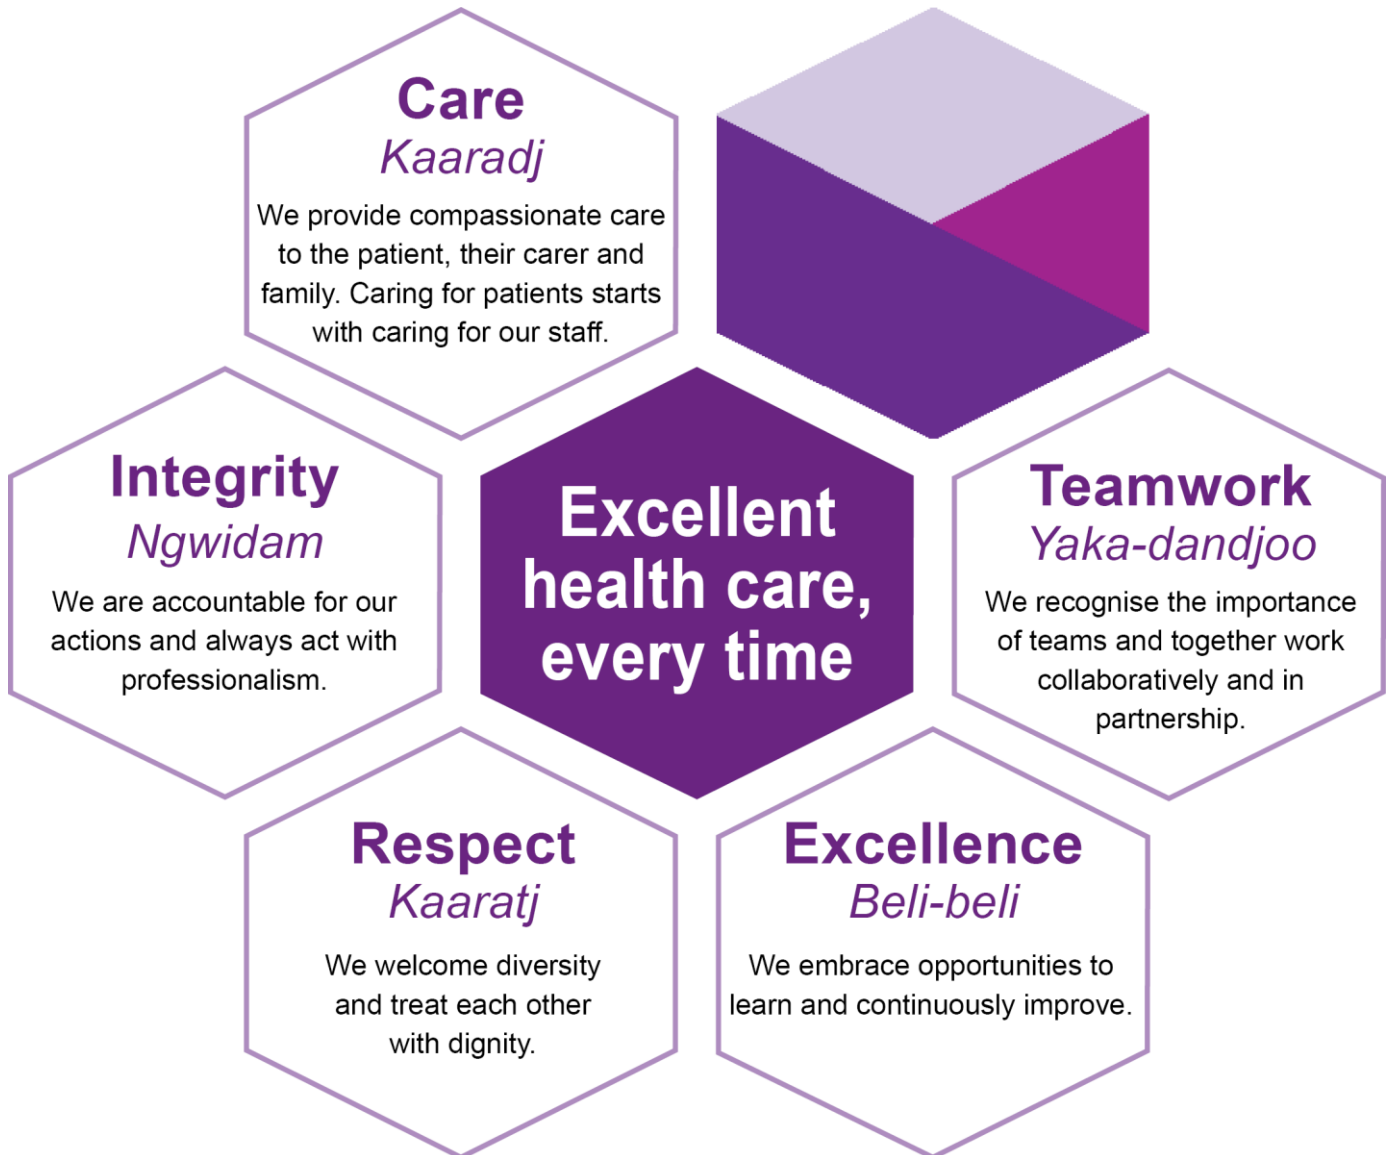 Care
Kaaradj
We provide compassionate care
to the patient, their carer and
family. Caring for patients starts
with caring for our staff.
Integrity
Ngwidam
We are accountable for our
actions and always act with
professionalism.
Excellent
health care,
every time
Teamwork
Yaka-dandjoo
We recognise the importance
of teams and together work
collaboratively and in
partnership.
Respect
Kaaratj
We welcome diversity
and treat each other
with dignity.
Excellence
Beli-beli
We embrace opportunities to
learn and continuously improve.